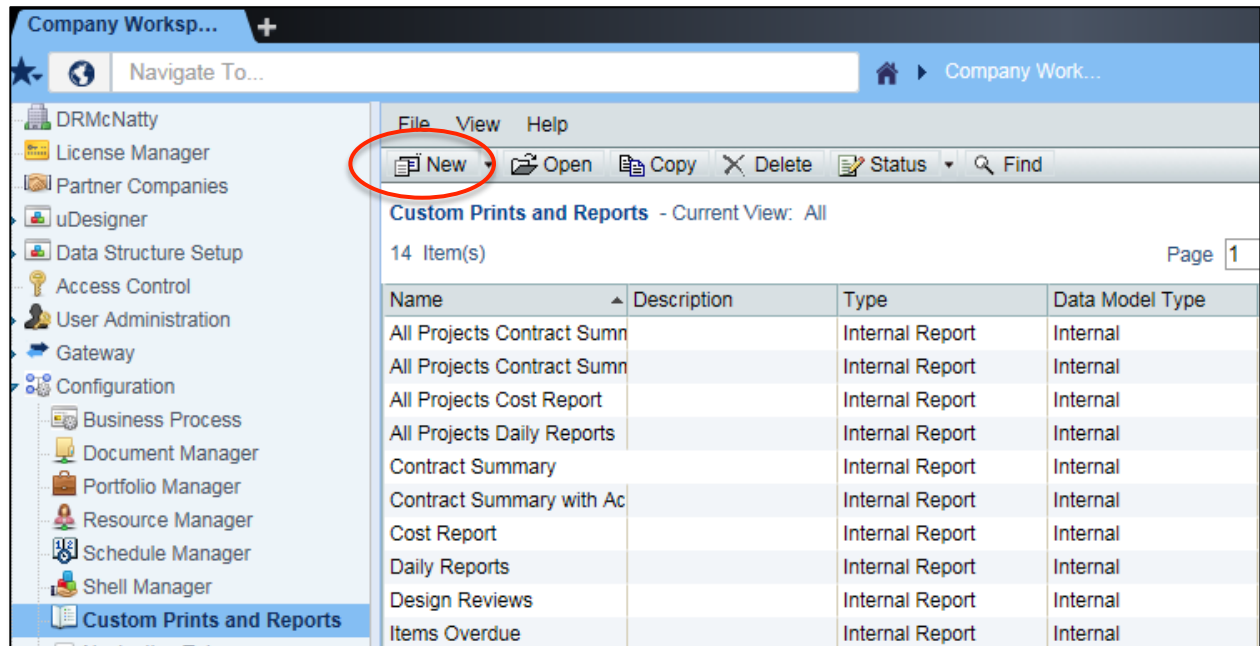 Company Worksp...
Navigate To...
Company Work...
DRMcNatty
License Manager
Partner Companies
uDesigner
Data Structure Setup
Access Control
User Administration
Gateway
Configuration
Business Process
Document Manager
Portfolio Manager
Resource Manager
Schedule Manager
Shell Manager
Custom Prints and Reports
File View Help
New Open Copy Delete Status Find
Custom Prints and Reports - Current View: All
14 Item(s) Page 1
Name Description Type Data Model Type
All Projects Contract Sumn Internal Report Internal
All Projects Contract Sumn Internal Report Internal
All Projects Cost Report Internal Report Internal
All Projects Daily Reports Internal Report Internal
Contract Summary Internal Report Internal
Contract Summary with Ac Internal Report Internal
Cost Report Internal Report Internal
Daily Reports Internal Report Internal
Design Reviews Internal Report Internal
Items Overdue Internal Report Internal